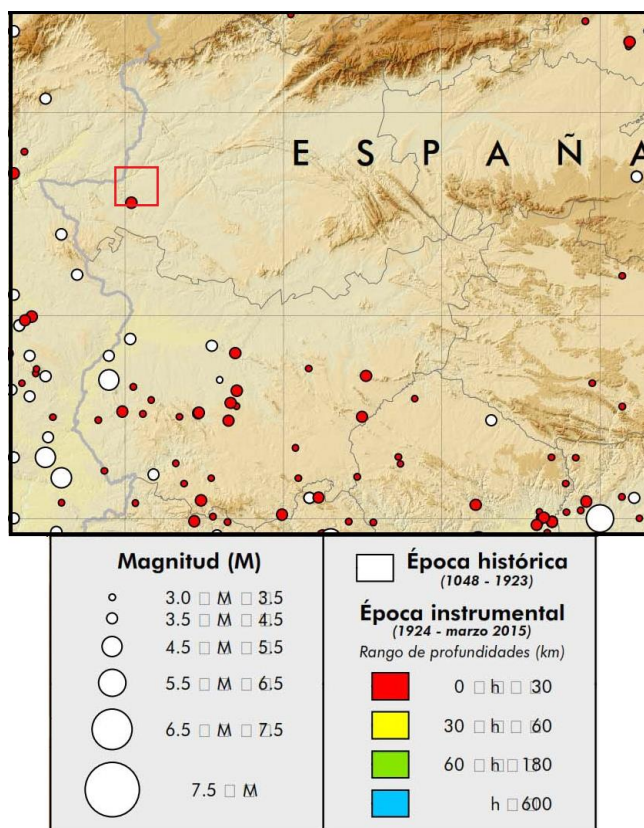 E S P A Ñ A
Magnitud (M)
3.0 □ M □ 3.5
3.5 □ M □ 4.5
4.5 □ M □ 5.5
5.5 □ M □ 6.5
6.5 □ M □ 7.5
7.5 □ M
Época histórica
(1048 - 1923)
Época instrumental
(1924 - marzo 2015)
Rango de profundidades (km)
0 □ h □ 30
30 □ h □ 60
60 □ h □ 180
h □ 600